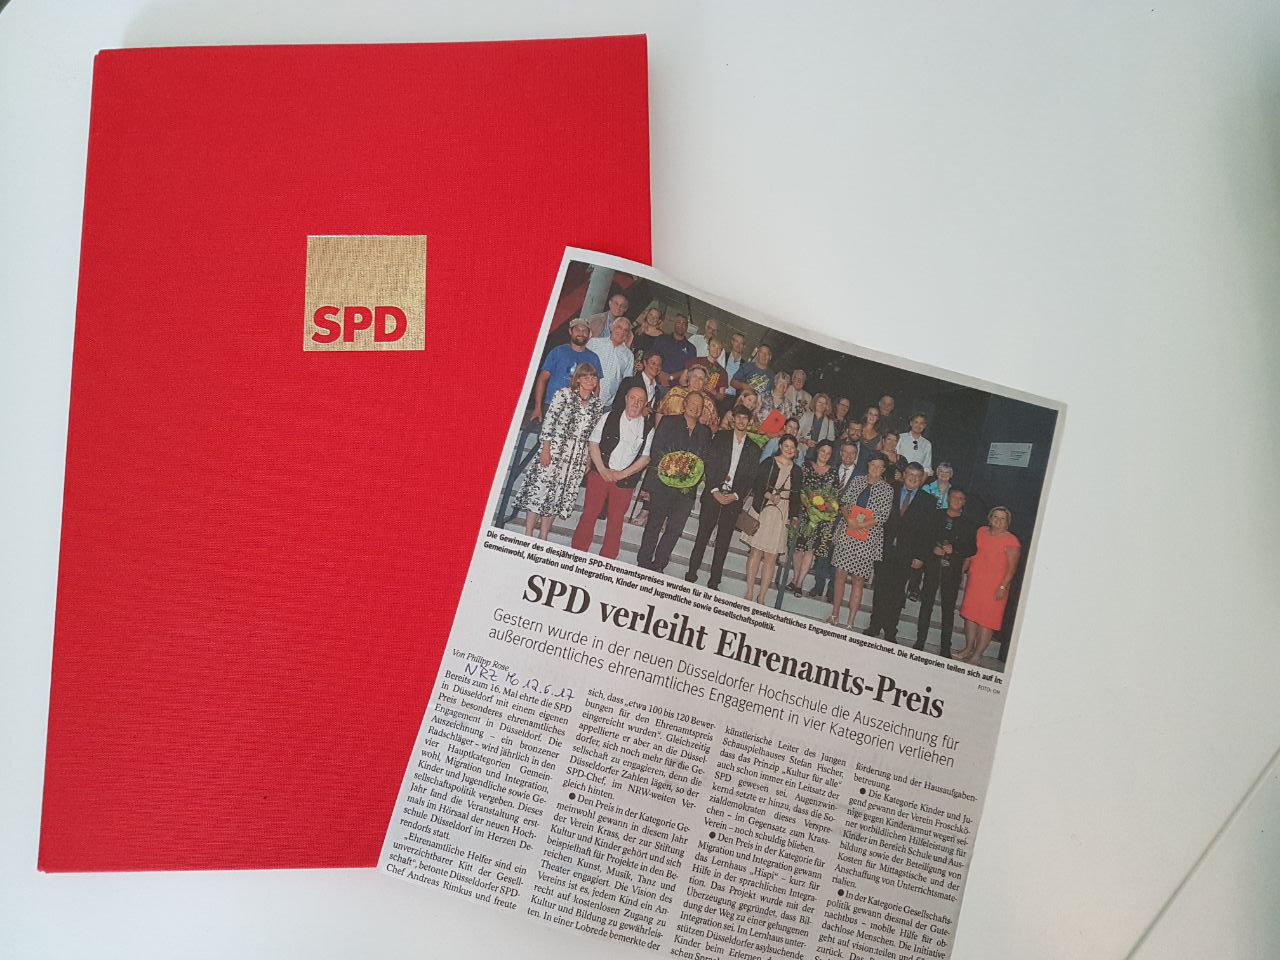 SPD
Die Gewinner des diesjährigen SPD-Ehrenamtspreises wurden für ihr besonderes gesellschaftliches Engagement ausgezeichnet. Die Kategorien teilen sich auf in:
Gemeinwohl, Migration und Integration, Kinder und Jugendliche sowie Gesellschaftspolitik.
FOTO:
SPD verleiht Ehrenamts-Preis
Gestern wurde in der neuen Düsseldorfer Hochschule die Auszeichnung für
außerordentliches ehrenamtliches Engagement in vier Kategorien verliehen
Von Philipp Rose
NRZ Mo 12.6.17
Bereits zum 16. Mai ehrte die SPD
in Düsseldorf mit einem eigenen
Preis besonderes ehrenamtliches
Engagement in Düsseldorf. Die
Auszeichnung – ein bronzener
Radschläger - wird jährlich in den
vier Hauptkategorien Gemein-
wohl, Migration und Integration,
Kinder und Jugendliche sowie Ge-
sellschaftspolitik vergeben. Dieses
Jahr fand die Veranstaltung erst-
mals im Hörsaal der neuen Hoch-
schule Düsseldorf im Herzen De-
rendorfs statt.
„Ehrenamtliche Helfer sind ein
unverzichtbarer Kitt der Gesell-
schaft“, betonte Düsseldorfer SPD-
Chef Andreas Rimkus und freute
sich, dass „etwa 100 bis 120 Bewer-
bungen für den Ehrenamtspreis
eingereicht wurden“. Gleichzeitig
appellierte er aber an die Düssel-
dorfer, sich noch mehr für die Ge-
sellschaft zu engagieren, denn die
Düsseldorfer Zahlen lägen, so der
SPD-Chef, im NRW-weiten Ver-
gleich hinten.
● Den Preis in der Kategorie Ge-
meinwohl gewann in diesem Jahr
der Verein Krass, der zur Stiftung
Kultur und Kinder gehört und sich
beispielhaft für Projekte in den Be-
reichen Kunst, Musik, Tanz und
Theater engagiert. Die Vision des
Vereins ist es, jedem Kind ein An-
recht auf kostenlosen Zugang zu
Kultur und Bildung zu gewährleis-
ten. In einer Lobrede bemerkte der
künstlerische Leiter des Jungen
Schauspielhauses Stefan Fischer,
dass das Prinzip „Kultur für alle“
auch schon immer ein Leitsatz der
SPD gewesen sei. Augenzwin-
kernd setzte er hinzu, dass die So-
zialdemokraten dieses Verspre-
chen – im Gegensatz zum Krass-
Verein – noch schuldig blieben.
● Den Preis in der Kategorie für
Migration und Integration gewann
das Lernhaus „Hispi“ – kurz für
Hilfe in der sprachlichen Integra-
tion. Das Projekt wurde mit der
Überzeugung gegründet, dass Bil-
dung der Weg zu einer gelungenen
Integration sei. Im Lernhaus unter-
stützen Düsseldorfer asylsuchende
Kinder beim Erlernen
schen
förderung und der Hausaufgaben-
betreuung.
● Die Kategorie Kinder und Ju-
gend gewann der Verein Froschkö-
nige gegen Kinderarmut wegen sei-
ner vorbildlichen Hilfeleistung für
Kinder im Bereich Schule und Aus-
bildung sowie der Beteiligung von
Kosten für Mittagstische und der
Anschaffung von Unterrichtsmate-
rialien.
● In der Kategorie Gesellschafts-
politik gewann diesmal der Gute-
nachtbus – mobile Hilfe für ob-
dachlose Menschen. Die Initiative
geht auf vision:teilen und
zurück. Das